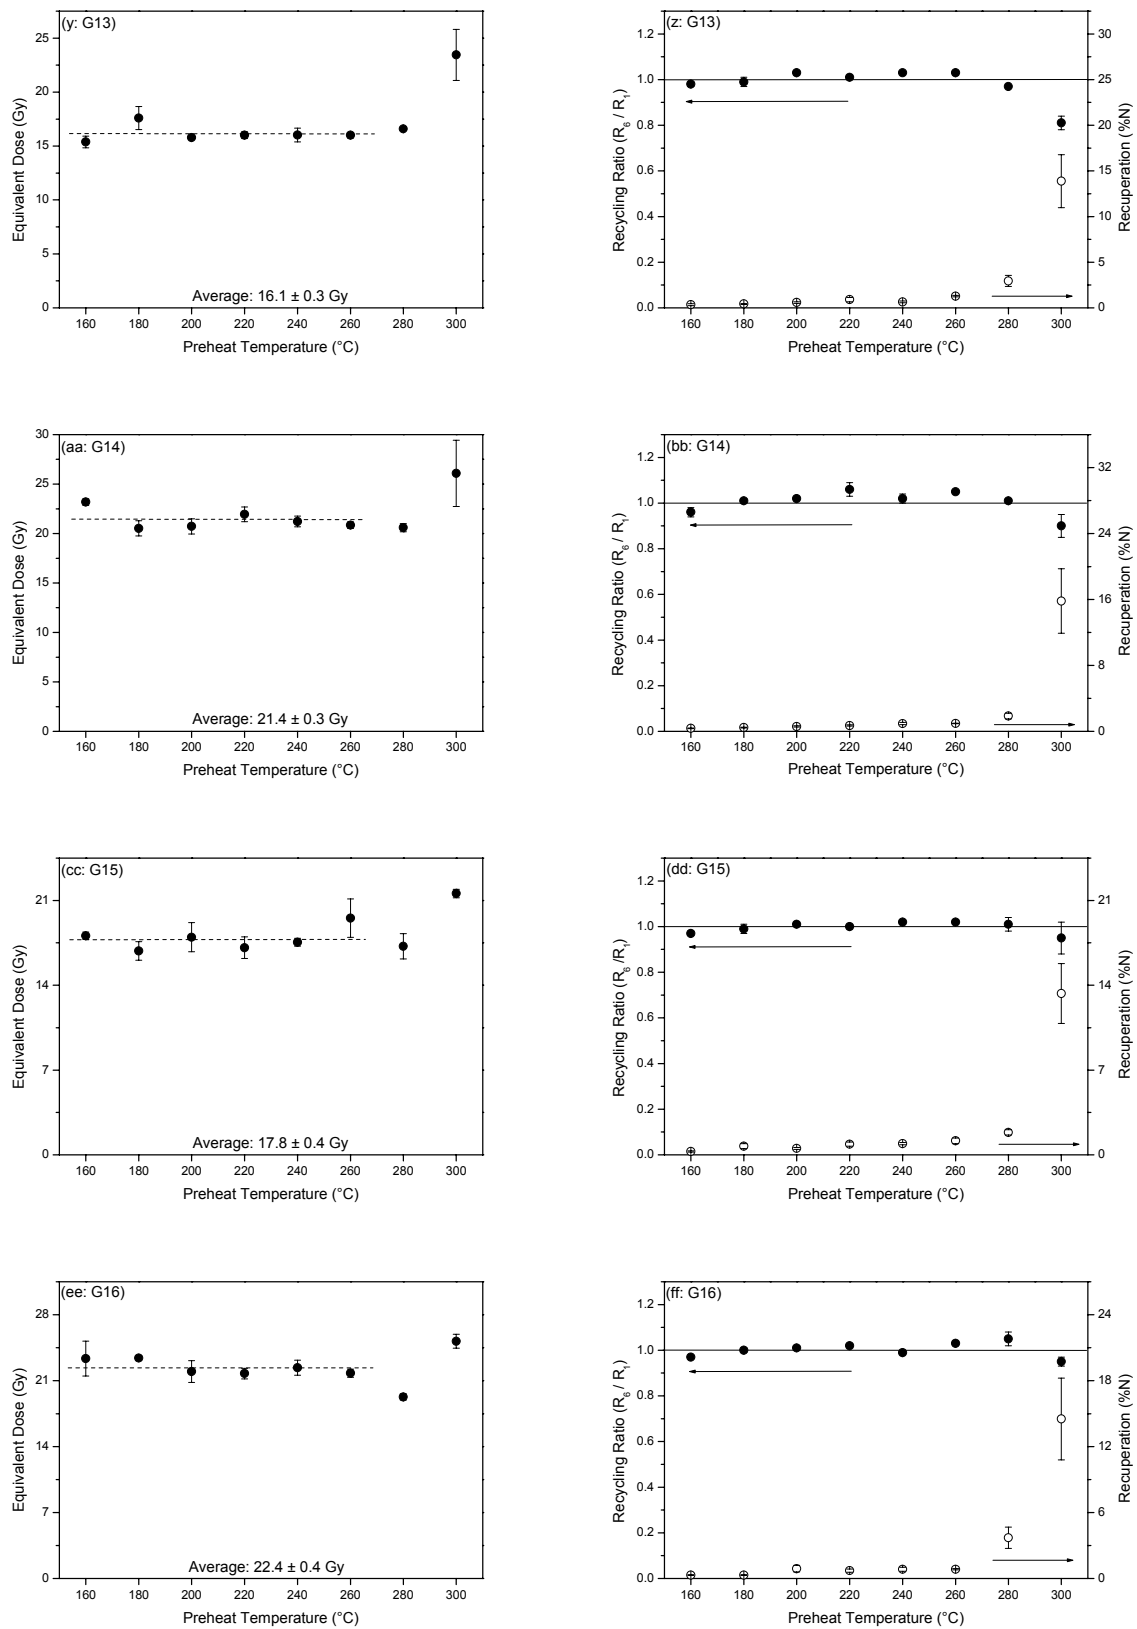 (y: G13)
25
20
15
10
5
0
Equivalent Dose (Gy)
Average: 16.1 ± 0.3 Gy
160 180 200 220 240 260 280 300
Preheat Temperature (°C)
(z: G13)
1.2
1.0
0.8
0.6
0.4
0.2
0.0
Recycling Ratio (R6 / R1)
30
25
20
15
10
5
0
Recuperation (%N)
160 180 200 220 240 260 280 300
Preheat Temperature (°C)
(aa: G14)
30
25
20
15
10
5
0
Equivalent Dose (Gy)
Average: 21.4 ± 0.3 Gy
160 180 200 220 240 260 280 300
Preheat Temperature (°C)
(bb: G14)
1.2
1.0
0.8
0.6
0.4
0.2
0.0
Recycling Ratio (R6 / R1)
32
24
16
8
0
Recuperation (%N)
160 180 200 220 240 260 280 300
Preheat Temperature (°C)
(cc: G15)
21
14
7
0
Equivalent Dose (Gy)
Average: 17.8 ± 0.4 Gy
160 180 200 220 240 260 280 300
Preheat Temperature (°C)
(dd: G15)
1.2
1.0
0.8
0.6
0.4
0.2
0.0
Recycling Ratio (R6 /R1)
21
14
7
0
Recuperation (%N)
160 180 200 220 240 260 280 300
Preheat Temperature (°C)
(ee: G16)
28
21
14
7
0
Equivalent Dose (Gy)
Average: 22.4 ± 0.4 Gy
160 180 200 220 240 260 280 300
Preheat Temperature (°C)
(ff: G16)
1.2
1.0
0.8
0.6
0.4
0.2
0.0
Recycling Ratio (R6 / R1)
24
18
12
6
0
Recuperation (%N)
160 180 200 220 240 260 280 300
Preheat Temperature (°C)